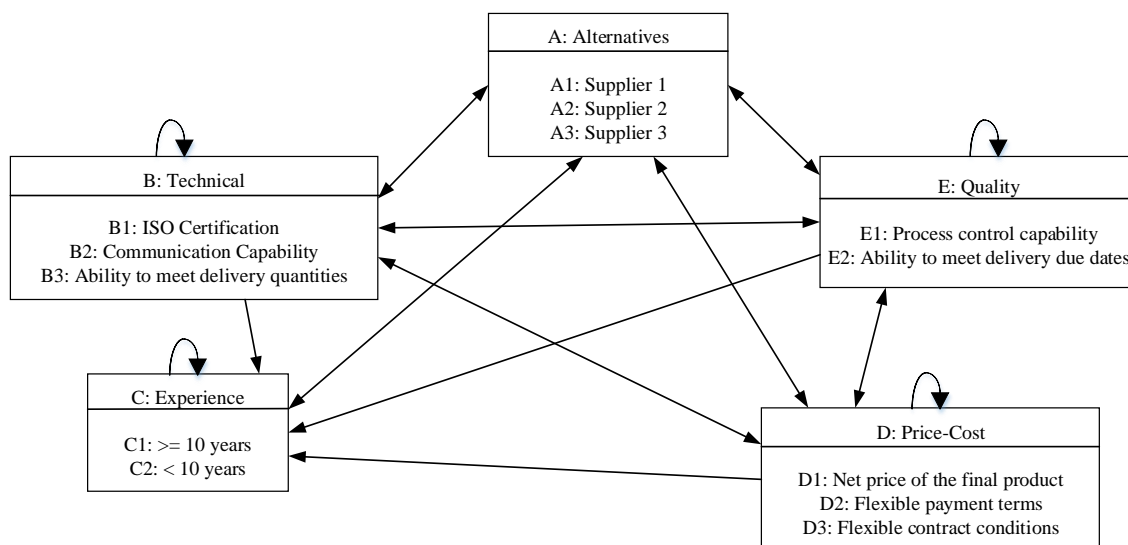 A: Alternatives
A1: Supplier 1
A2: Supplier 2
A3: Supplier 3
B: Technical
B1: ISO Certification
B2: Communication Capability
B3: Ability to meet delivery quantities
E: Quality
E1: Process control capability
E2: Ability to meet delivery due dates
C: Experience
C1: >= 10 years
C2: < 10 years
D: Price-Cost
D1: Net price of the final product
D2: Flexible payment terms
D3: Flexible contract conditions